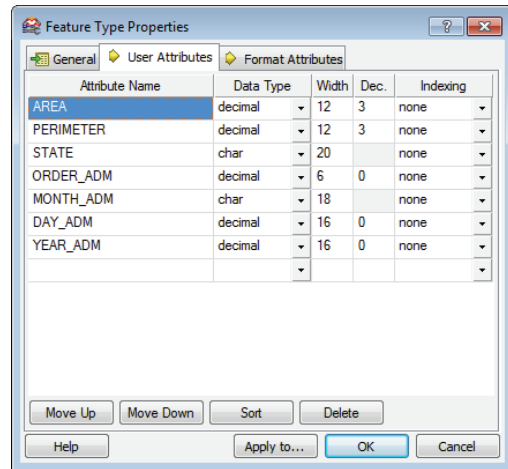 Feature Type Properties
General User Attributes Format Attributes
Attribute Name Data Type Width Dec. Indexing
AREA decimal 12 3 none
PERIMETER decimal 12 3 none
STATE char 20 none
ORDER_ADM decimal 6 0 none
MONTH_ADM char 18 none
DAY_ADM decimal 16 0 none
YEAR_ADM decimal 16 0 none
Move Up Move Down Sort Delete
Help Apply to... OK Cancel